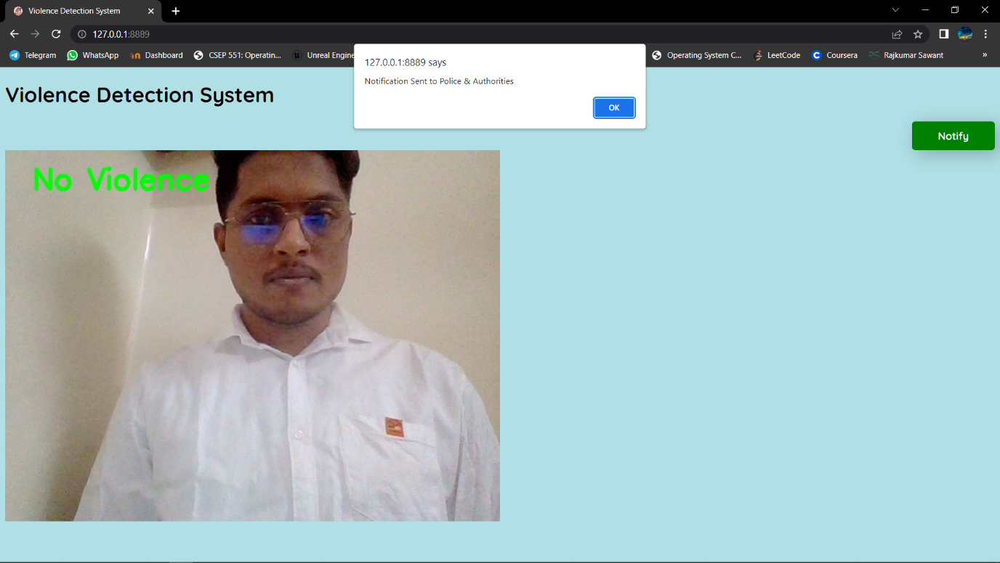 Violence Detection System
127.0.0.1:8889
Telegram WhatsApp Dashboard CSEP 551: Operatin... Unreal Engine Operating System C... LeetCode Coursera Rajkumar Sawant »
127.0.0.1:8889 says
Notification Sent to Police & Authorities
OK
Violence Detection System
Notify
No Violence